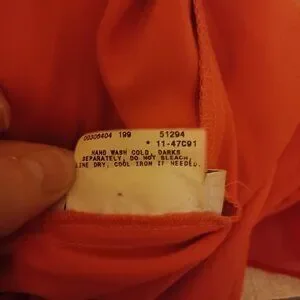 00306404 199 51294
* 11-47C91
HAND WASH COLD, DARKS
SEPARATELY, DO NOT BLEACH,
LINE DRY, COOL IRON IF NEEDED.